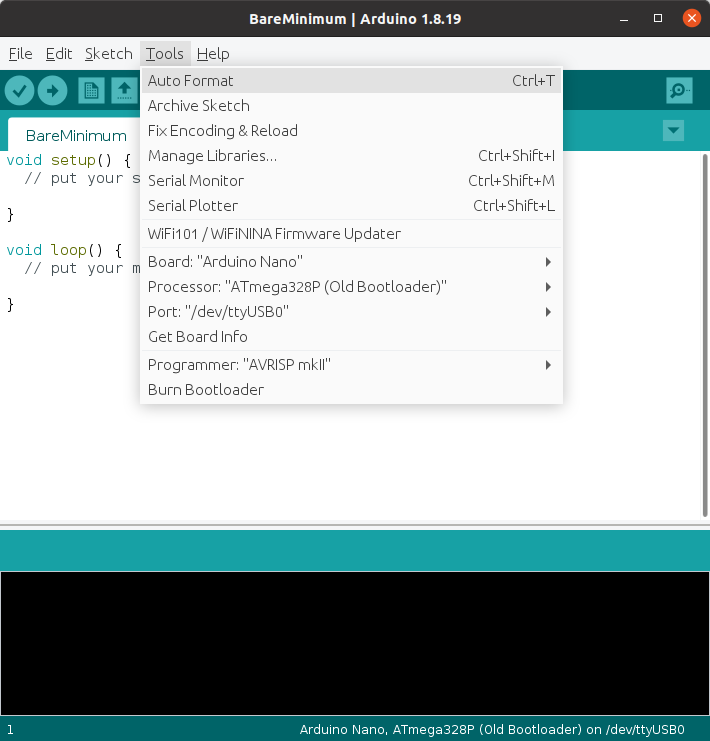 BareMinimum | Arduino 1.8.19
File Edit Sketch Tools Help
Auto Format Ctrl+T
Archive Sketch
Fix Encoding & Reload
Manage Libraries... Ctrl+Shift+I
Serial Monitor Ctrl+Shift+M
Serial Plotter Ctrl+Shift+L
WiFi101 / WiFiNINA Firmware Updater
Board: "Arduino Nano"
Processor: "ATmega328P (Old Bootloader)"
Port: "/dev/ttyUSB0"
Get Board Info
Programmer: "AVRISP mkII"
Burn Bootloader
BareMinimum
void setup() {
// put your s
}
void loop() {
// put your m
}
1 Arduino Nano, ATmega328P (Old Bootloader) on /dev/ttyUSB0